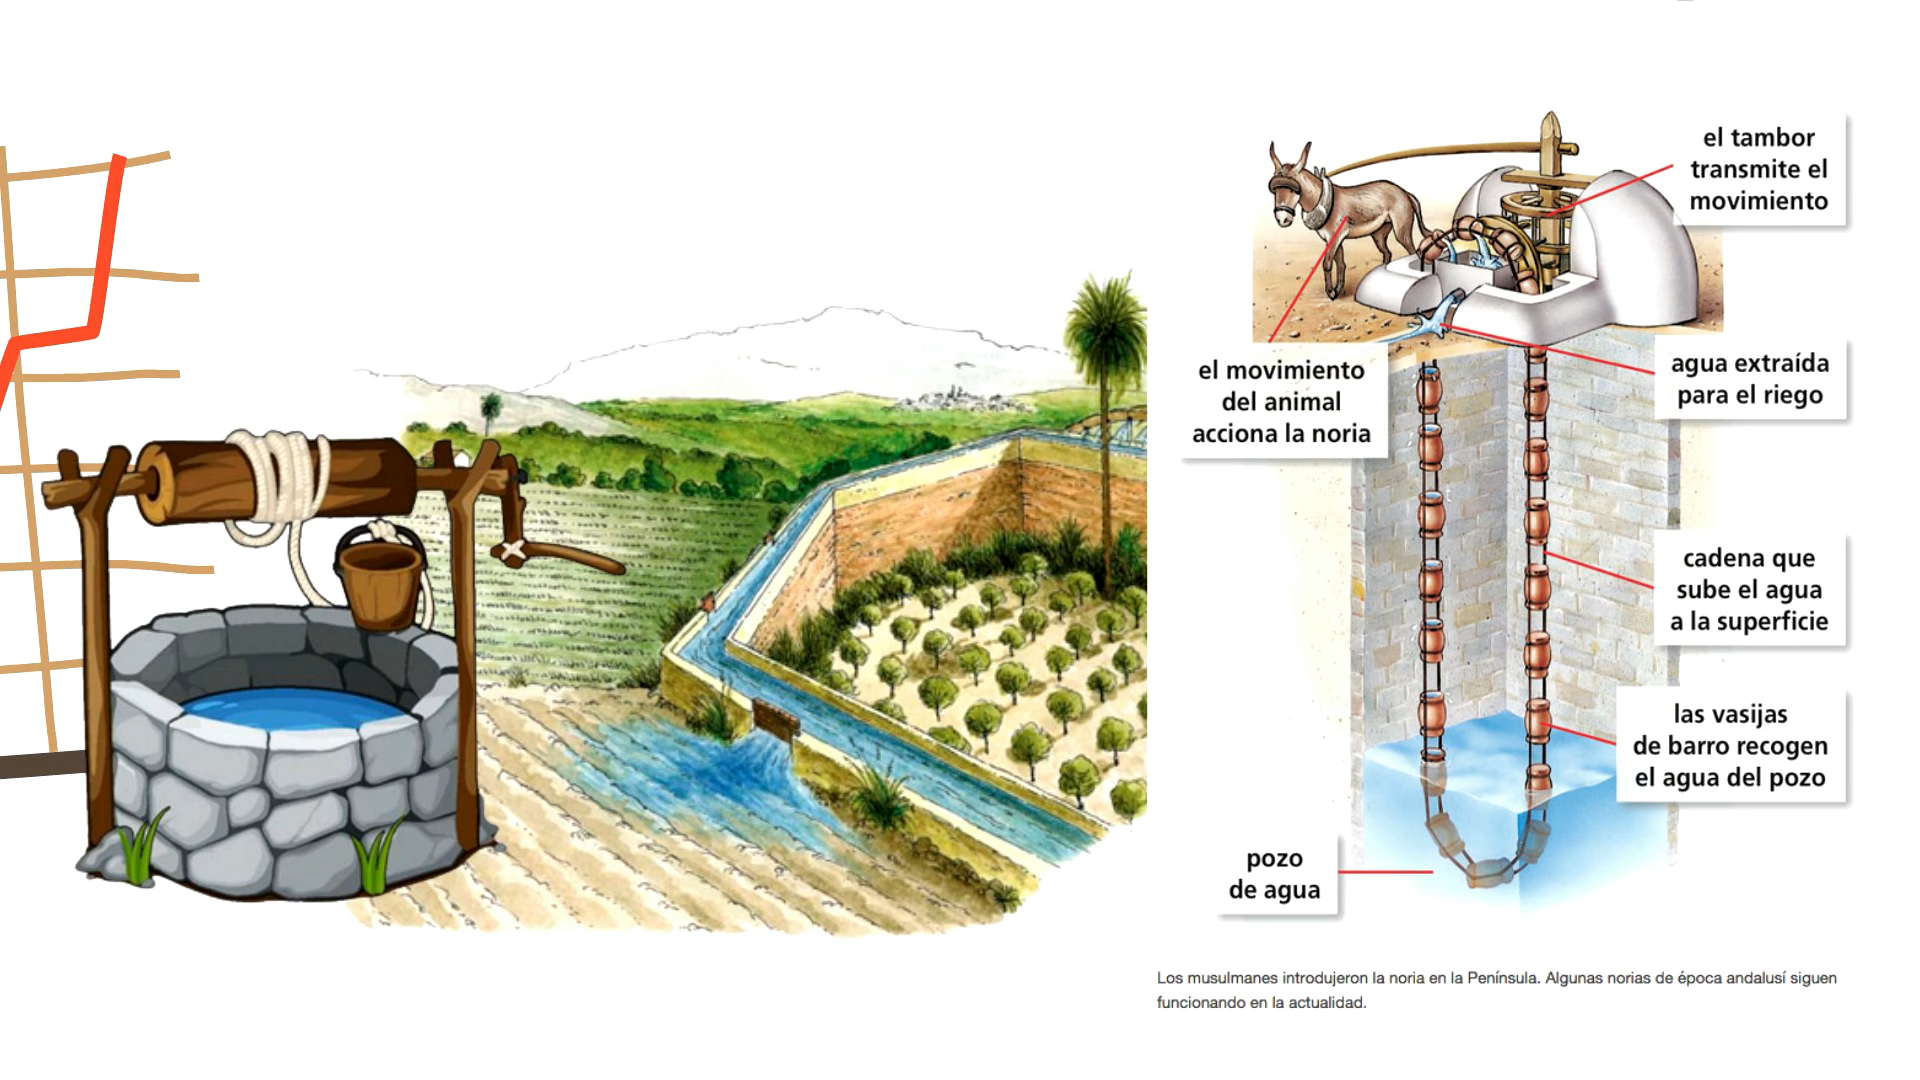 el tambor
transmite el
movimiento
el movimiento
del animal
acciona la noria
agua extraída
para el riego
cadena que
sube el agua
a la superficie
las vasijas
de barro recogen
el agua del pozo
pozo
de agua
Los musulmanes introdujeron la noria en la Península. Algunas norias de época andalusí siguen
funcionando en la actualidad.